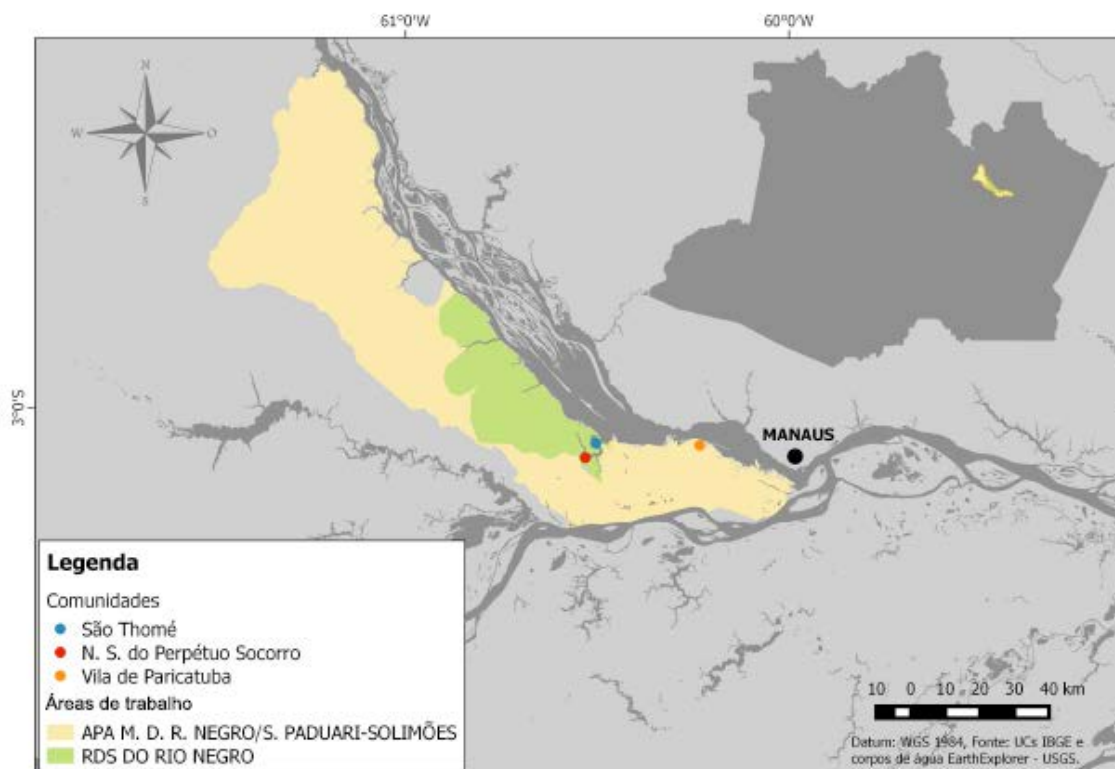 61°0'W
60°0'W
N
W
O
S
3°0'S
MANAUS
Legenda
Comunidades
São Thomé
N. S. do Perpétuo Socorro
Vila de Paricatuba
Áreas de trabalho
APA M. D. R. NEGRO/S. PADUARI-SOLIMÕES
RDS DO RIO NEGRO
10 0 10 20 30 40 km
Datum: WGS 1984, Fonte: UCs IBGE e
corpos de água EarthExplorer - USGS.